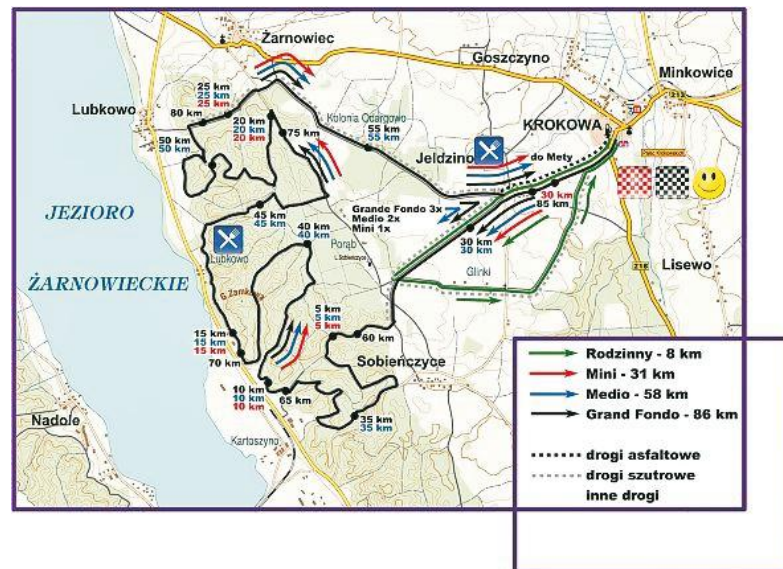 Żarnowiec
Goszczyno
Minkowice
213
Lubkowo
25 km
25 km
25 km
80 km
20 km
20 km
20 km
75 km
Kolonia Odargowo
55 km
55 km
KROKOWA
50 km
50 km
Jeldzino
do Mety
30 km
85 km
Grande Fondo 3x
Medio 2x
Mini 1x
JEZIORO
ŻARNOWIECKIE
45 km
45 km
40 km
40 km
30 km
30 km
Porąb
Glinki
Lubkowo
218
Lisewo
G. Zamkowa
5 km
5 km
5 km
60 km
15 km
15 km
15 km
70 km
Sobieńczyce
10 km
10 km
10 km
65 km
35 km
35 km
Nadole
Kartoszyno
Rodzinny - 8 km
Mini - 31 km
Medio - 58 km
Grand Fondo - 86 km
drogi asfaltowe
drogi szutrowe
inne drogi